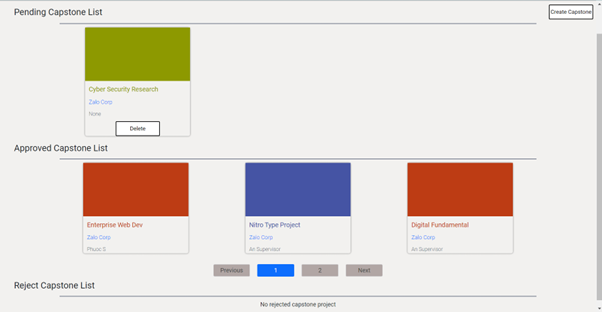 Pending Capstone List
Create Capstone
Cyber Security Research
Zalo Corp
None
Delete
Approved Capstone List
Enterprise Web Dev
Zalo Corp
Phuc S
Nitro Type Project
Zalo Corp
An Supervisor
Digital Fundamental
Zalo Corp
An Supervisor
Previous 1 2 Next
Reject Capstone List
No rejected capstone project